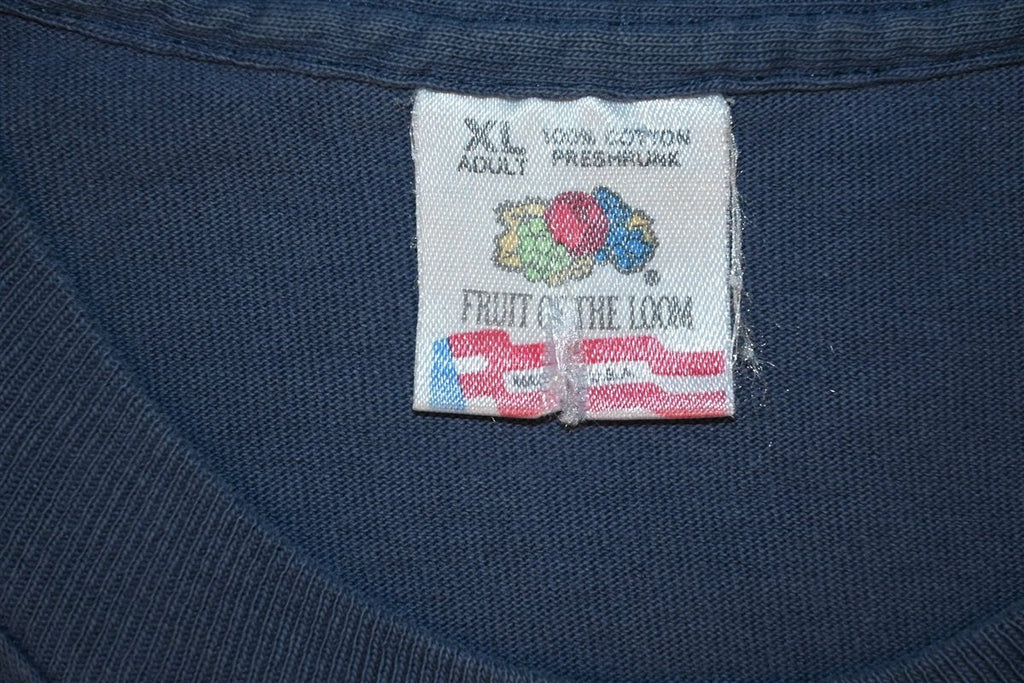 XL 100% COTTON
ADULT PRESHRUNK
®
FRUIT OF THE LOOM
U.S.A.